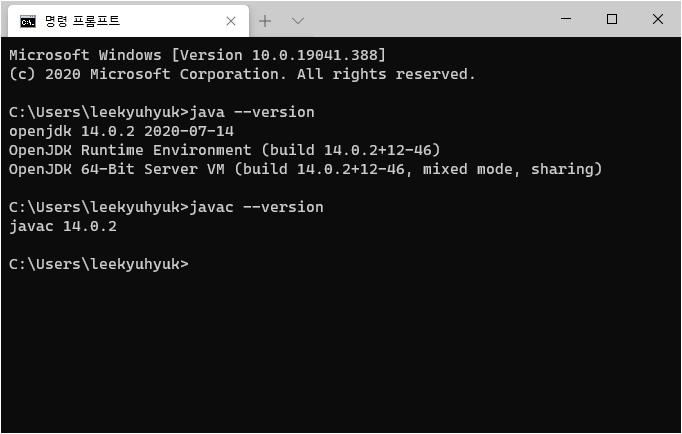 명령 프롬프트
Microsoft Windows [Version 10.0.19041.388]
(c) 2020 Microsoft Corporation. All rights reserved.
C:\Users\leekyuhyuk>java --version
openjdk 14.0.2 2020-07-14
OpenJDK Runtime Environment (build 14.0.2+12-46)
OpenJDK 64-Bit Server VM (build 14.0.2+12-46, mixed mode, sharing)
C:\Users\leekyuhyuk>javac --version
javac 14.0.2
C:\Users\leekyuhyuk>